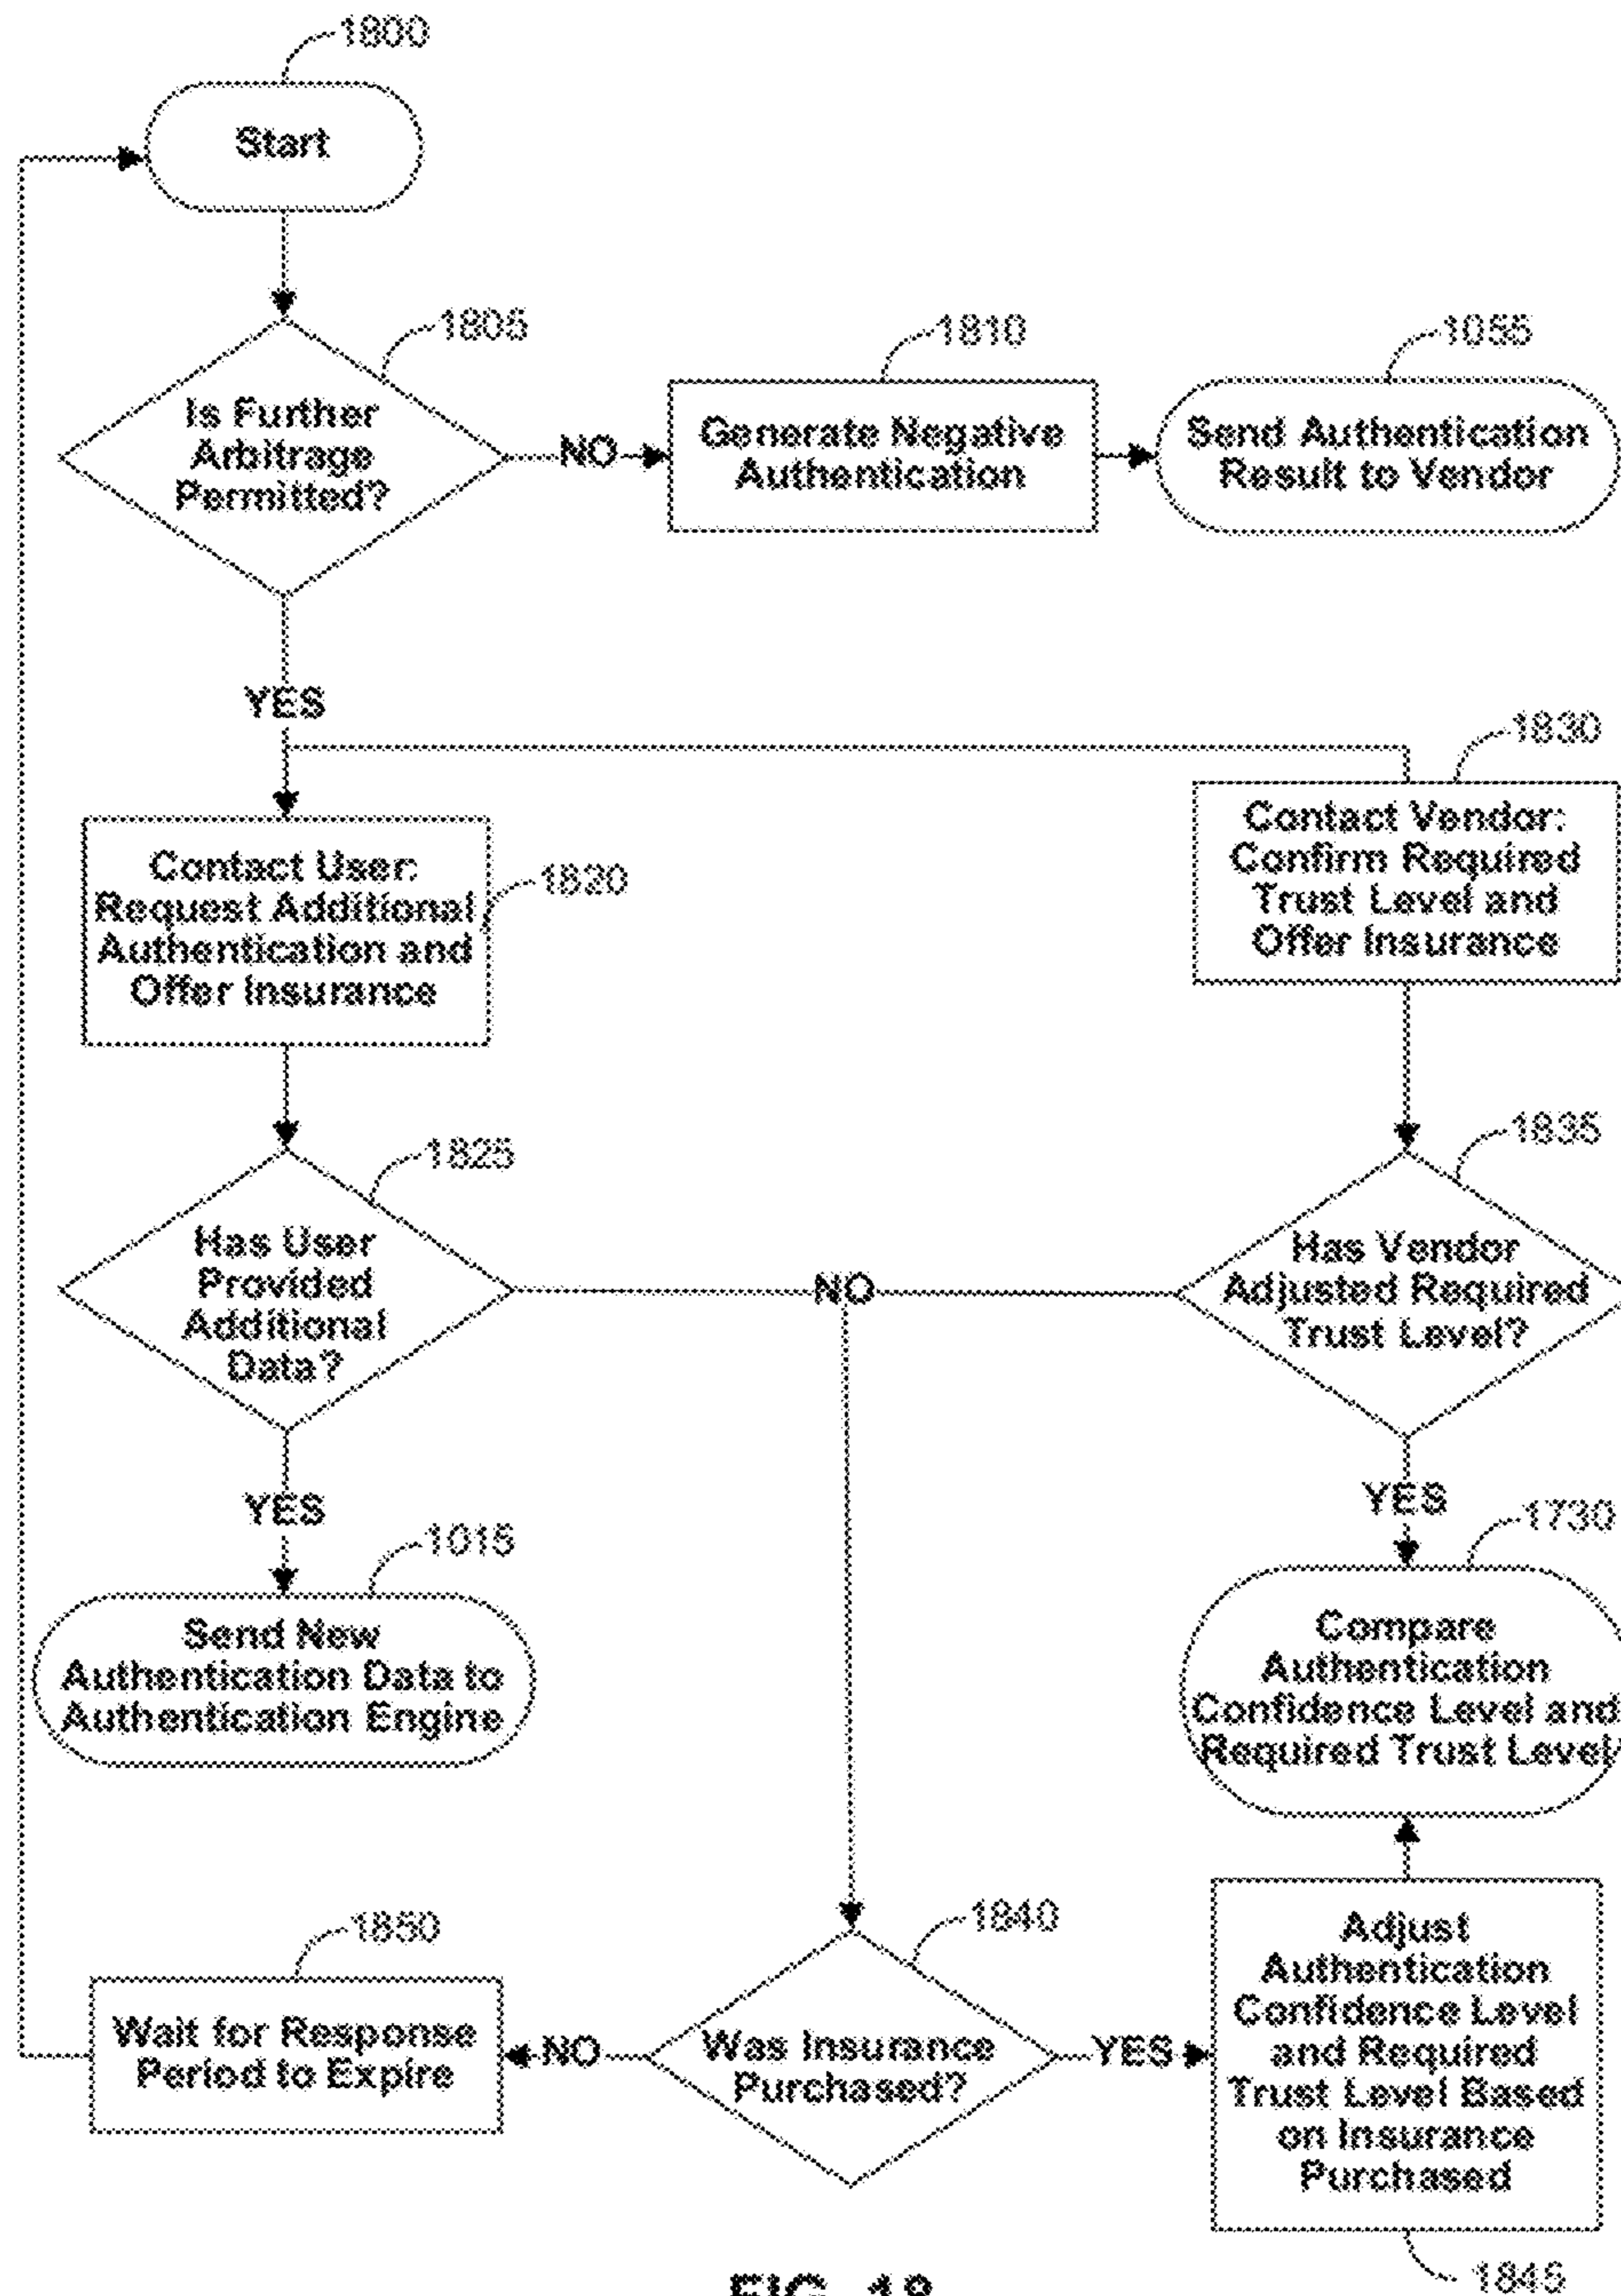 1800
Start
1805
Is Further
Arbitrage
Permitted?
NO
1810
Generate Negative
Authentication
1055
Send Authentication
Result to Vendor
YES
1820
Contact User:
Request Additional
Authentication and
Offer Insurance
1830
Contact Vendor:
Confirm Required
Trust Level and
Offer Insurance
1825
Has User
Provided
Additional
Data?
NO
1835
Has Vendor
Adjusted Required
Trust Level?
YES
1015
Send New
Authentication Data to
Authentication Engine
YES
1730
Compare
Authentication
Confidence Level and
Required Trust Level
1850
Wait for Response
Period to Expire
NO
1840
Was Insurance
Purchased?
YES
Adjust
Authentication
Confidence Level
and Required
Trust Level Based
on Insurance
Purchased
1845
FIG. 18